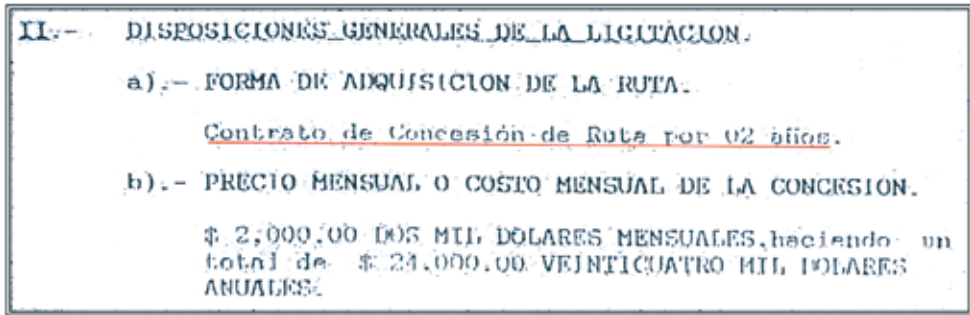 II.- DISPOSICIONES GENERALES DE LA LICITACION.
a).- FORMA DE ADQUISICION DE LA RUTA.
Contrato de Concesión de Ruta por 02 años.
b).- PRECIO MENSUAL O COSTO MENSUAL DE LA CONCESION.
$ 2,000.00 DOS MIL DOLARES MENSUALES,haciendo un
total de $ 24,000.00 VEINTICUATRO MIL DOLARES
ANUALES.